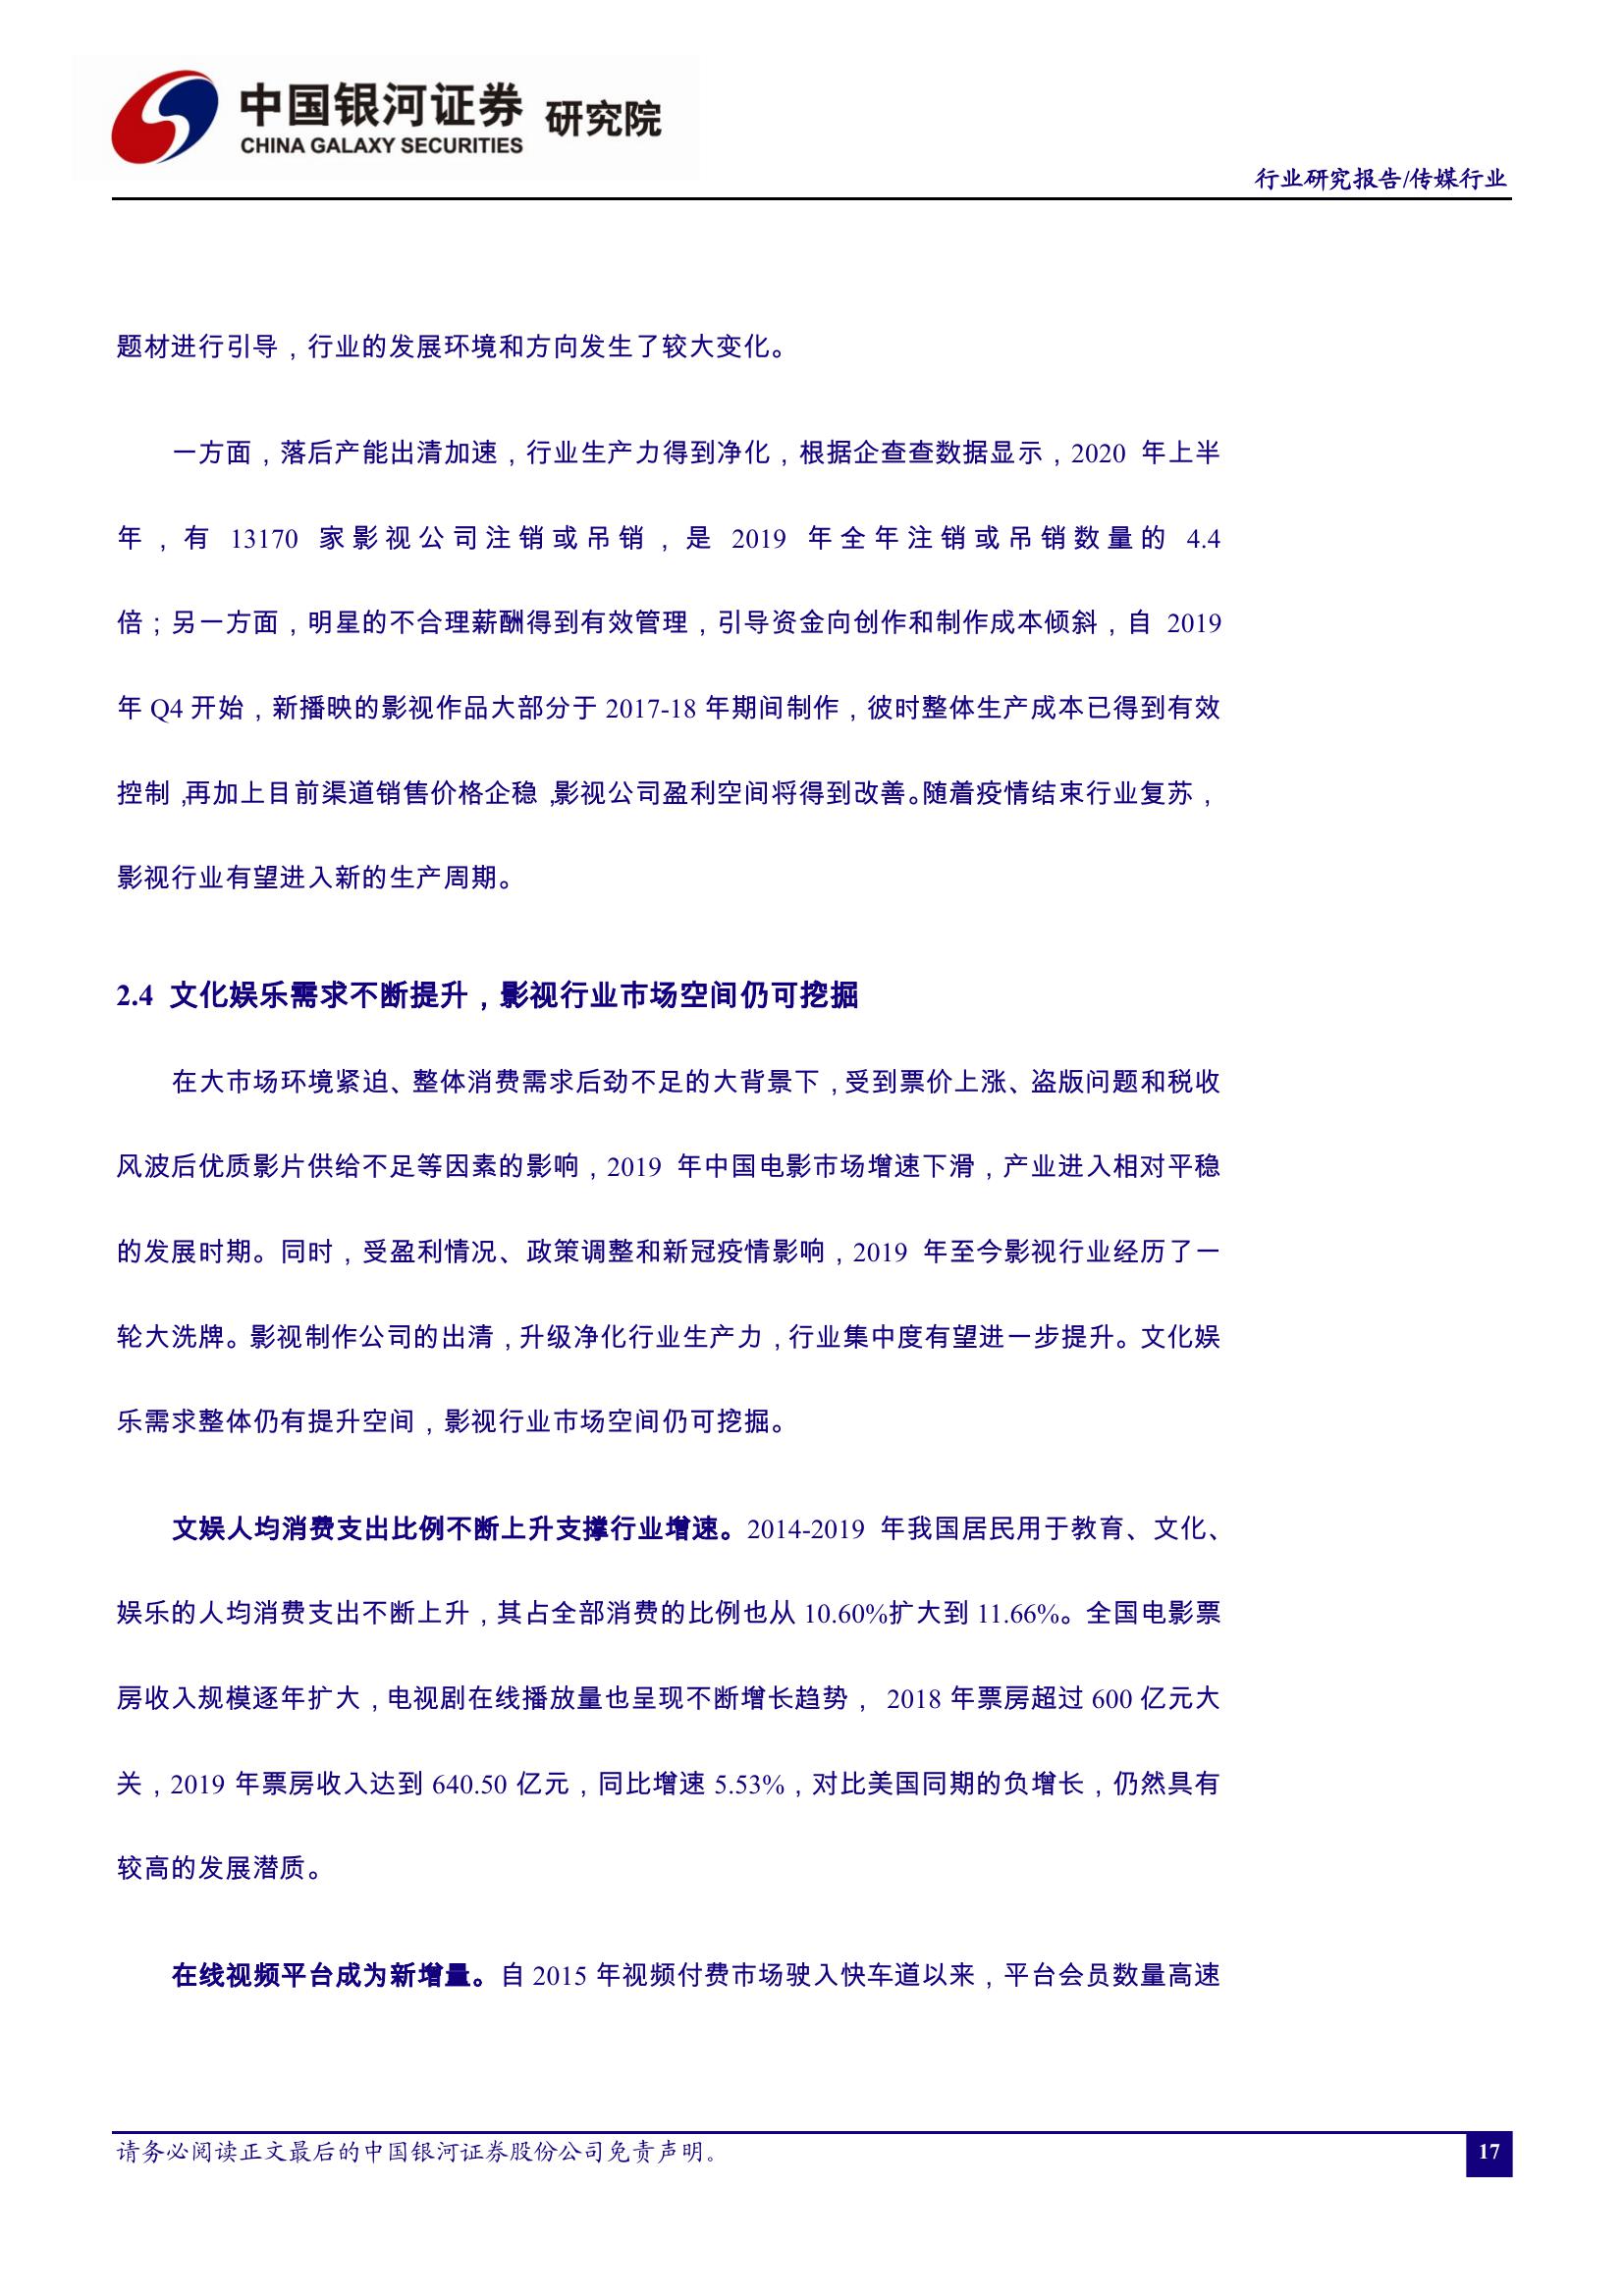 中国银河证券 研究院
CHINA GALAXY SECURITIES
行业研究报告/传媒行业
题材进行引导，行业的发展环境和方向发生了较大变化。
一方面，落后产能出清加速，行业生产力得到净化，根据企查查数据显示，2020 年上半
年，有 13170 家影视公司注销或吊销，是 2019 年全年注销或吊销数量的 4.4
倍；另一方面，明星的不合理薪酬得到有效管理，引导资金向创作和制作成本倾斜，自 2019
年 Q4 开始，新播映的影视作品大部分于 2017-18 年期间制作，彼时整体生产成本已得到有效
控制，再加上目前渠道销售价格企稳，影视公司盈利空间将得到改善。随着疫情结束行业复苏，
影视行业有望进入新的生产周期。
2.4 文化娱乐需求不断提升，影视行业市场空间仍可挖掘
在大市场环境紧迫、整体消费需求后劲不足的大背景下，受到票价上涨、盗版问题和税收
风波后优质影片供给不足等因素的影响，2019 年中国电影市场增速下滑，产业进入相对平稳
的发展时期。同时，受盈利情况、政策调整和新冠疫情影响，2019 年至今影视行业经历了一
轮大洗牌。影视制作公司的出清，升级净化行业生产力，行业集中度有望进一步提升。文化娱
乐需求整体仍有提升空间，影视行业市场空间仍可挖掘。
文娱人均消费支出比例不断上升支撑行业增速。2014-2019 年我国居民用于教育、文化、
娱乐的人均消费支出不断上升，其占全部消费的比例也从 10.60%扩大到 11.66%。全国电影票
房收入规模逐年扩大，电视剧在线播放量也呈现不断增长趋势， 2018 年票房超过 600 亿元大
关，2019 年票房收入达到 640.50 亿元，同比增速 5.53%，对比美国同期的负增长，仍然具有
较高的发展潜质。
在线视频平台成为新增量。自 2015 年视频付费市场驶入快车道以来，平台会员数量高速
请务必阅读正文最后的中国银河证券股份公司免责声明。
17